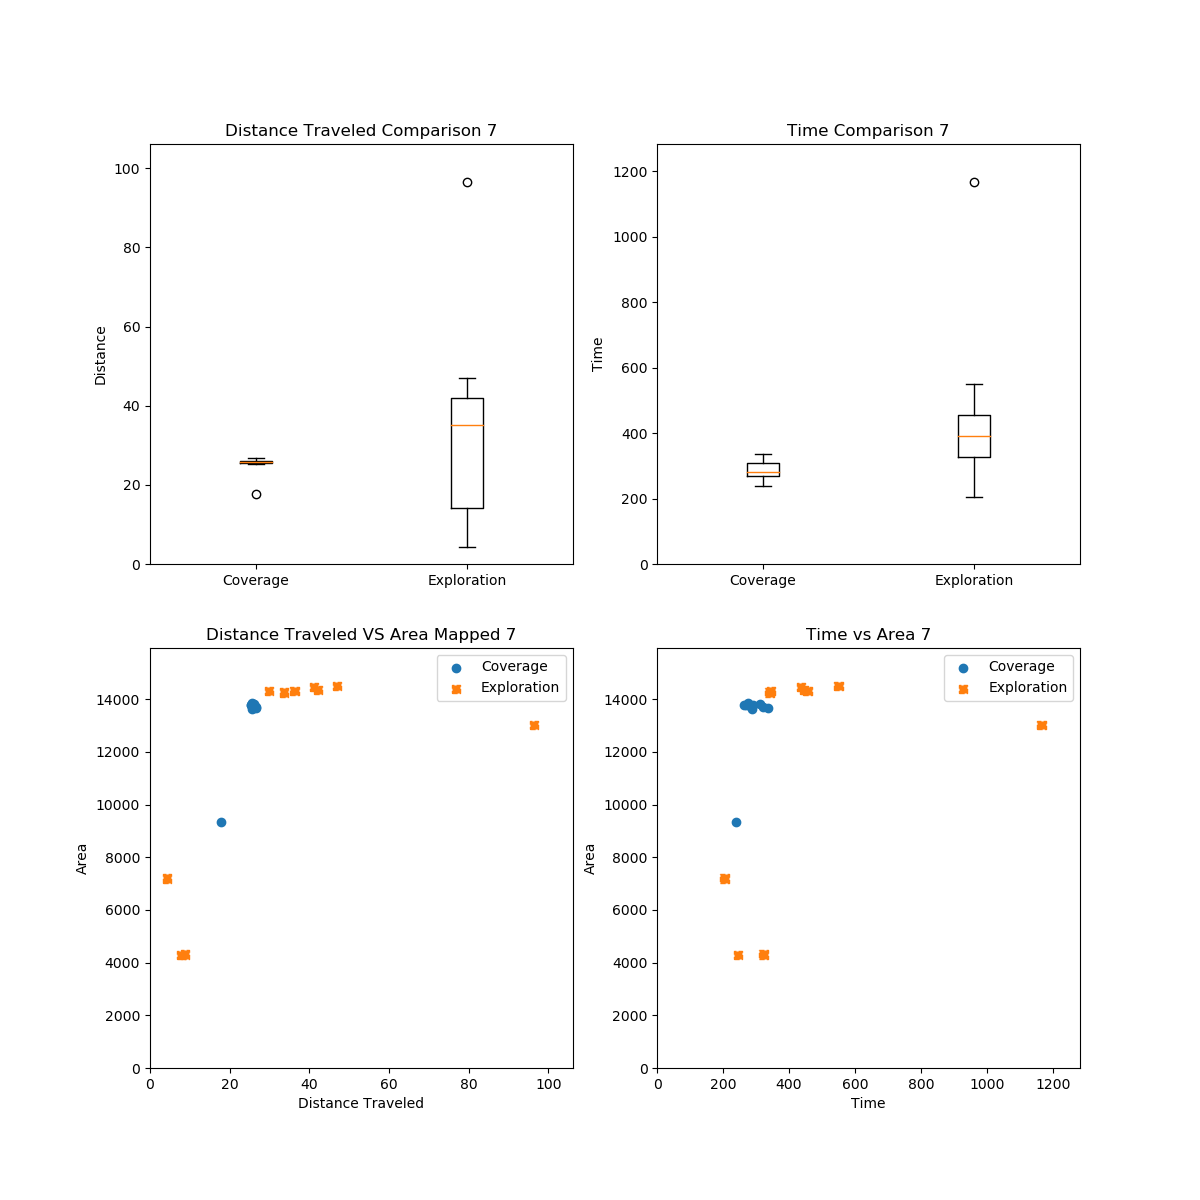 Distance Traveled Comparison 7
100
80
60
40
20
0
Distance
Coverage
Exploration
Time Comparison 7
1200
1000
800
600
400
200
0
Time
Coverage
Exploration
Distance Traveled VS Area Mapped 7
Coverage
Exploration
14000
12000
10000
8000
6000
4000
2000
0
Area
0 20 40 60 80 100
Distance Traveled
Time vs Area 7
Coverage
Exploration
14000
12000
10000
8000
6000
4000
2000
0
Area
0 200 400 600 800 1000 1200
Time